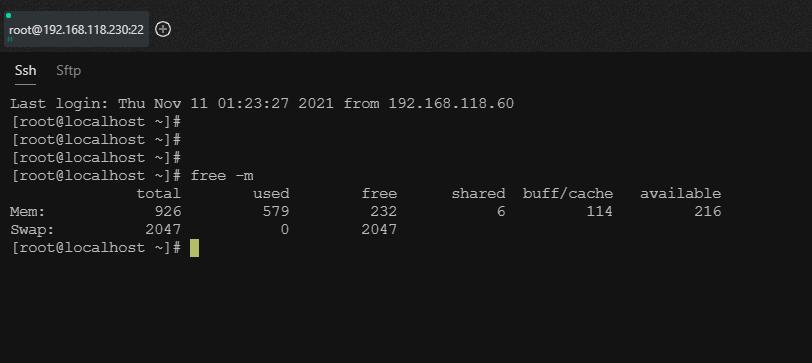 root@192.168.118.230:22
Ssh Sftp
Last login: Thu Nov 11 01:23:27 2021 from 192.168.118.60
[root@localhost ~]#
[root@localhost ~]#
[root@localhost ~]#
[root@localhost ~]# free -m
              total        used        free      shared  buff/cache   available
Mem:            926         579         232           6         114         216
Swap:          2047           0        2047
[root@localhost ~]#